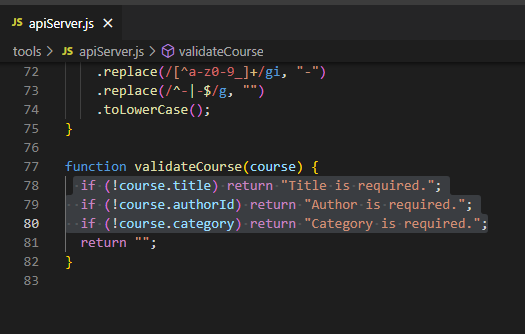 JS apiServer.js ×
tools > JS apiServer.js > validateCourse
72 .replace(/[^a-z0-9_]+/gi, "-")
73 .replace(/^-|-$/g, "")
74 .toLowerCase();
75 }
76
77 function validateCourse(course) {
78 if (!course.title) return "Title is required.";
79 if (!course.authorId) return "Author is required.";
80 if (!course.category) return "Category is required.";
81 return "";
82 }
83